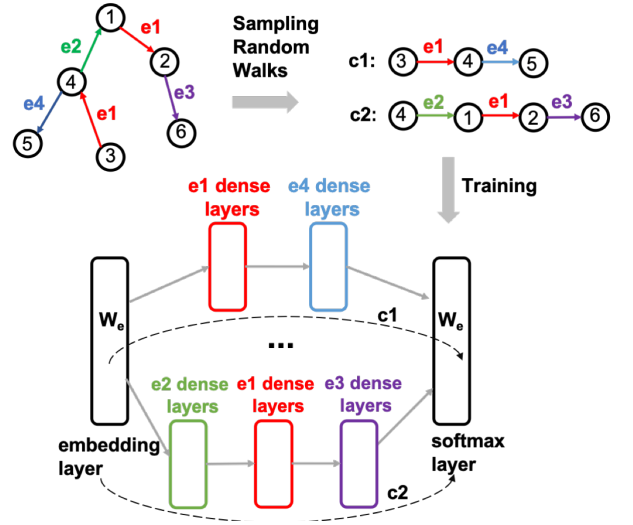 1
e1
e2
2
4
e4
e3
e1
5
3
6
Sampling
Random
Walks
c1: 3 e1 4 e4 5
c2: 4 e2 1 e1 2 e3 6
Training
e1 dense
layers
e4 dense
layers
We
We
c1
...
e2 dense
layers
e1 dense
layers
e3 dense
layers
embedding
layer
softmax
layer
c2